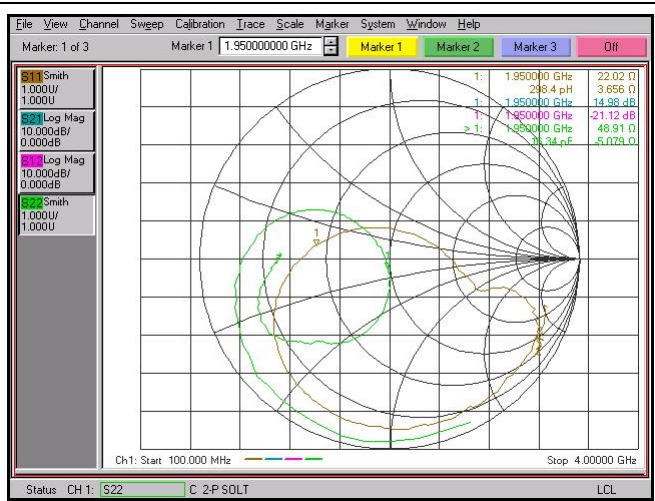 File View Channel Sweep Calibration Trace Scale Marker System Window Help
Marker: 1 of 3 Marker 1 1.950000000 GHz Marker 1 Marker 2 Marker 3 Off
S11 Smith
1.000U/
1.000U
S21 Log Mag
10.000dB/
0.000dB
S12 Log Mag
10.000dB/
0.000dB
S22 Smith
1.000U/
1.000U
1: 1.950000 GHz 22.02 Ω
298.4 pH 3.656 Ω
1: 1.950000 GHz 14.98 dB
1: 1.950000 GHz -21.12 dB
> 1: 1.950000 GHz 48.91 Ω
-5.079 Ω
1
Ch1: Start 100.000 MHz
Stop 4.00000 GHz
Status CH 1: S22 C 2-P SOLT LCL